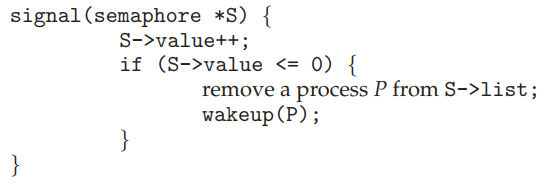 signal(semaphore *S) {
S->value++;
if (S->value <= 0) {
remove a process P from S->list;
wakeup(P);
}
}